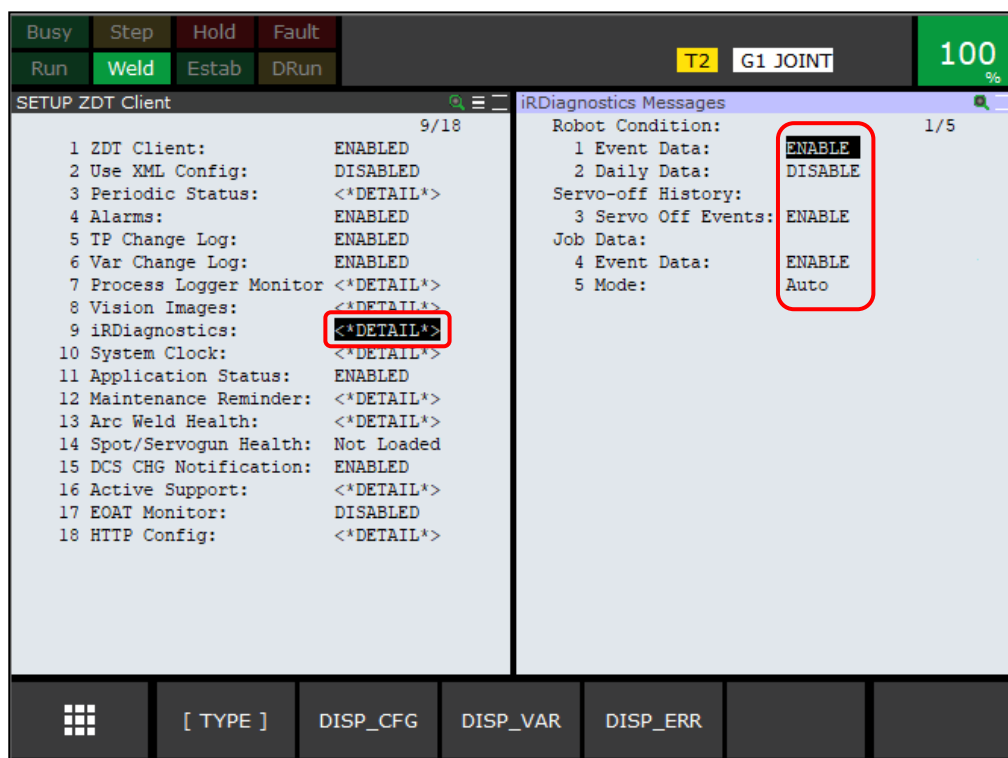 Busy Step Hold Fault
Run Weld Estab DRun
T2 G1 JOINT
100
%
SETUP ZDT Client
9/18
1 ZDT Client: ENABLED
2 Use XML Config: DISABLED
3 Periodic Status: <*DETAIL*>
4 Alarms: ENABLED
5 TP Change Log: ENABLED
6 Var Change Log: ENABLED
7 Process Logger Monitor <*DETAIL*>
8 Vision Images: <*DETAIL*>
9 iRDiagnostics: <*DETAIL*>
10 System Clock: <*DETAIL*>
11 Application Status: ENABLED
12 Maintenance Reminder: <*DETAIL*>
13 Arc Weld Health: <*DETAIL*>
14 Spot/Servogun Health: Not Loaded
15 DCS CHG Notification: ENABLED
16 Active Support: <*DETAIL*>
17 EOAT Monitor: DISABLED
18 HTTP Config: <*DETAIL*>
iRDiagnostics Messages
Robot Condition: 1/5
1 Event Data: ENABLE
2 Daily Data: DISABLE
Servo-off History:
3 Servo Off Events: ENABLE
Job Data:
4 Event Data: ENABLE
5 Mode: Auto
[ TYPE ] DISP_CFG DISP_VAR DISP_ERR